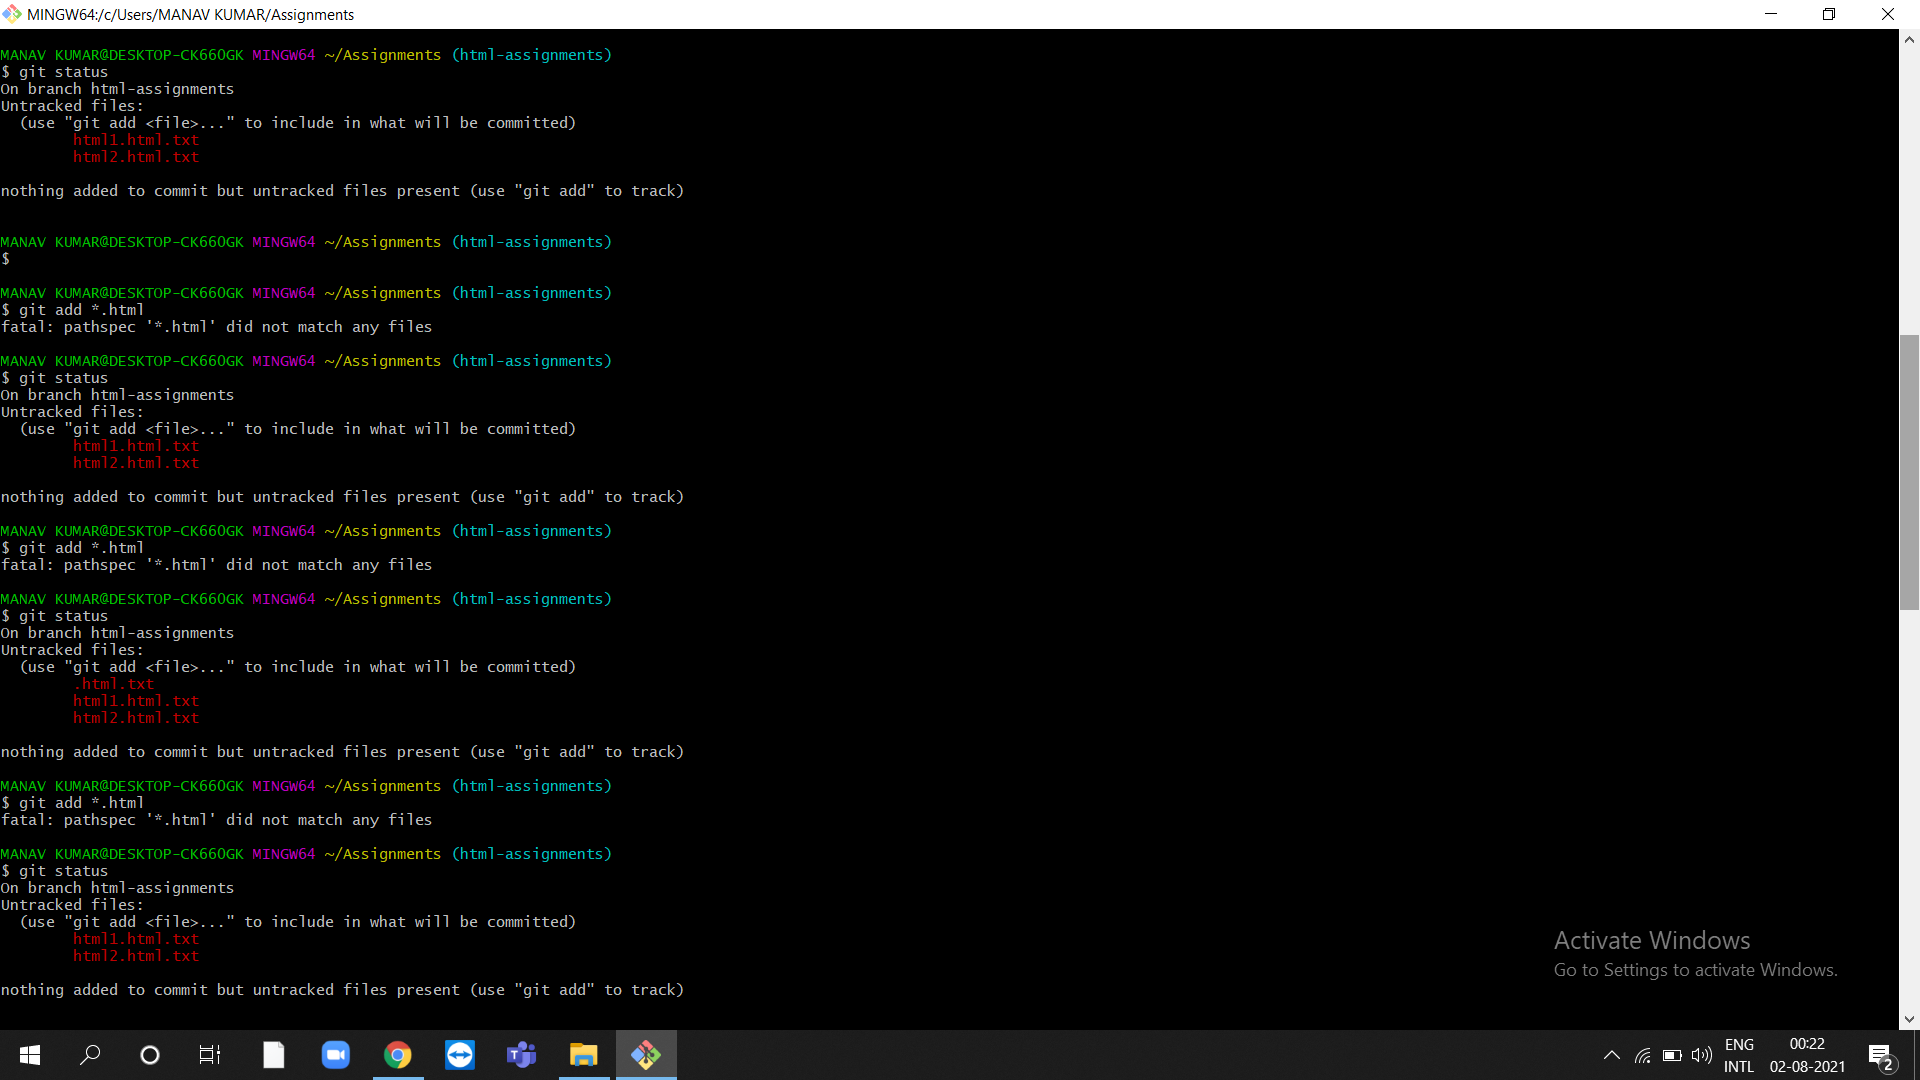 MINGW64:/c/Users/MANAV KUMAR/Assignments
MANAV KUMAR@DESKTOP-CK66OGK MINGW64 ~/Assignments (html-assignments)
$ git status
On branch html-assignments
Untracked files:
  (use "git add <file>..." to include in what will be committed)
        html1.html.txt
        html2.html.txt
nothing added to commit but untracked files present (use "git add" to track)
MANAV KUMAR@DESKTOP-CK66OGK MINGW64 ~/Assignments (html-assignments)
$
MANAV KUMAR@DESKTOP-CK66OGK MINGW64 ~/Assignments (html-assignments)
$ git add *.html
fatal: pathspec '*.html' did not match any files
MANAV KUMAR@DESKTOP-CK66OGK MINGW64 ~/Assignments (html-assignments)
$ git status
On branch html-assignments
Untracked files:
  (use "git add <file>..." to include in what will be committed)
        html1.html.txt
        html2.html.txt
nothing added to commit but untracked files present (use "git add" to track)
MANAV KUMAR@DESKTOP-CK66OGK MINGW64 ~/Assignments (html-assignments)
$ git add *.html
fatal: pathspec '*.html' did not match any files
MANAV KUMAR@DESKTOP-CK66OGK MINGW64 ~/Assignments (html-assignments)
$ git status
On branch html-assignments
Untracked files:
  (use "git add <file>..." to include in what will be committed)
        .html.txt
        html1.html.txt
        html2.html.txt
nothing added to commit but untracked files present (use "git add" to track)
MANAV KUMAR@DESKTOP-CK66OGK MINGW64 ~/Assignments (html-assignments)
$ git add *.html
fatal: pathspec '*.html' did not match any files
MANAV KUMAR@DESKTOP-CK66OGK MINGW64 ~/Assignments (html-assignments)
$ git status
On branch html-assignments
Untracked files:
  (use "git add <file>..." to include in what will be committed)
        html1.html.txt
        html2.html.txt
nothing added to commit but untracked files present (use "git add" to track)
Activate Windows
Go to Settings to activate Windows.
ENG
INTL
00:22
02-08-2021
2